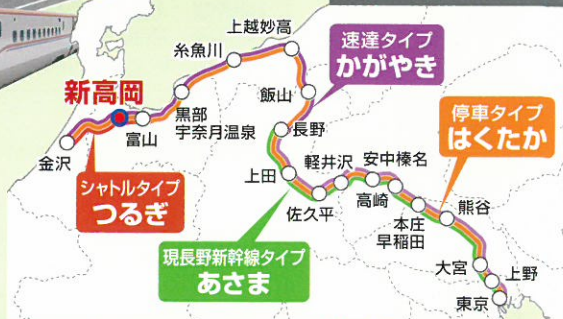 上越妙高
糸魚川
速達タイプ
かがやき
新高岡
飯山
停車タイプ
はくたか
黒部
宇奈月温泉
富山
長野
金沢
軽井沢
安中榛名
シャトルタイプ
つるぎ
上田
佐久平
高崎
熊谷
本庄
早稲田
現長野新幹線タイプ
あさま
大宮
上野
東京